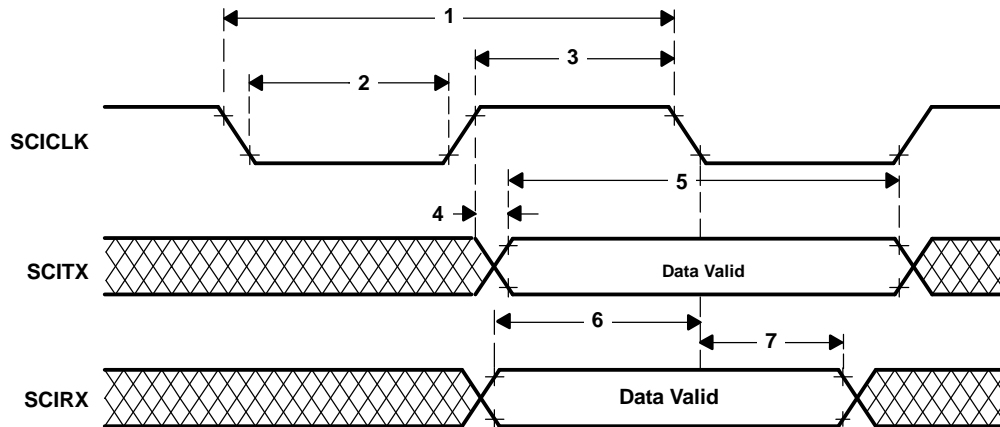 1
3
2
SCICLK
5
4
SCITX
Data Valid
6
7
SCIRX
Data Valid